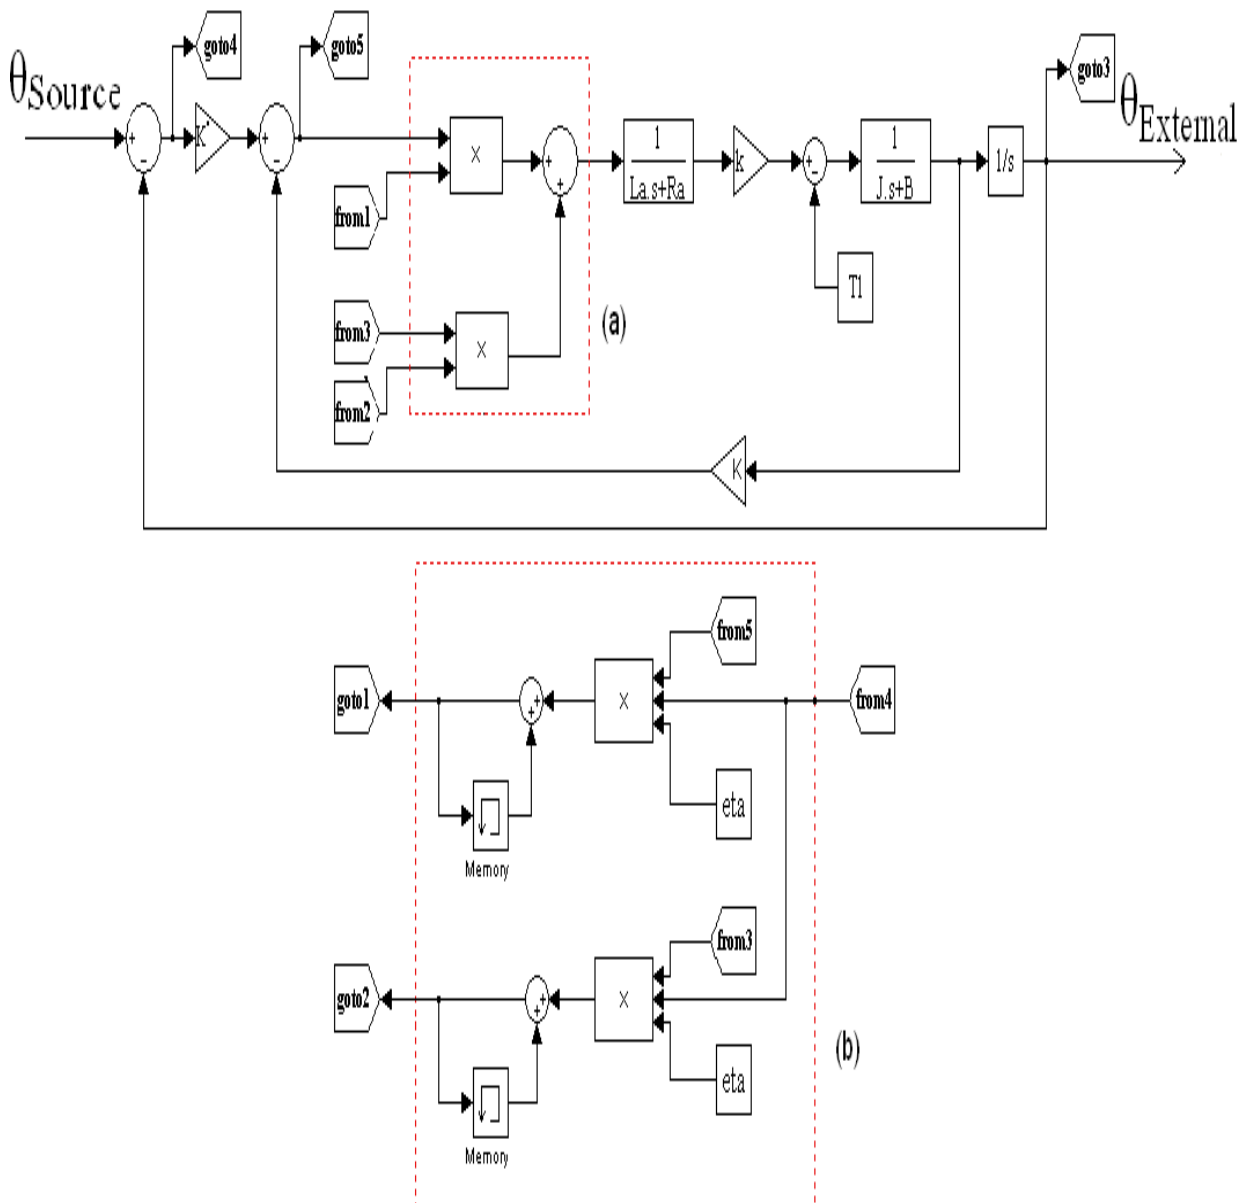 goto4
goto5
goto3
θSource
θExternal
K*
+
-
+
-
×
+
+
1
La.s+Ra
k
+
-
1
J.s+B
1/s
from1
T1
from3
×
(a)
from2
K
from5
goto1
+
+
×
from4
eta
Memory
from3
goto2
+
+
×
(b)
eta
Memory